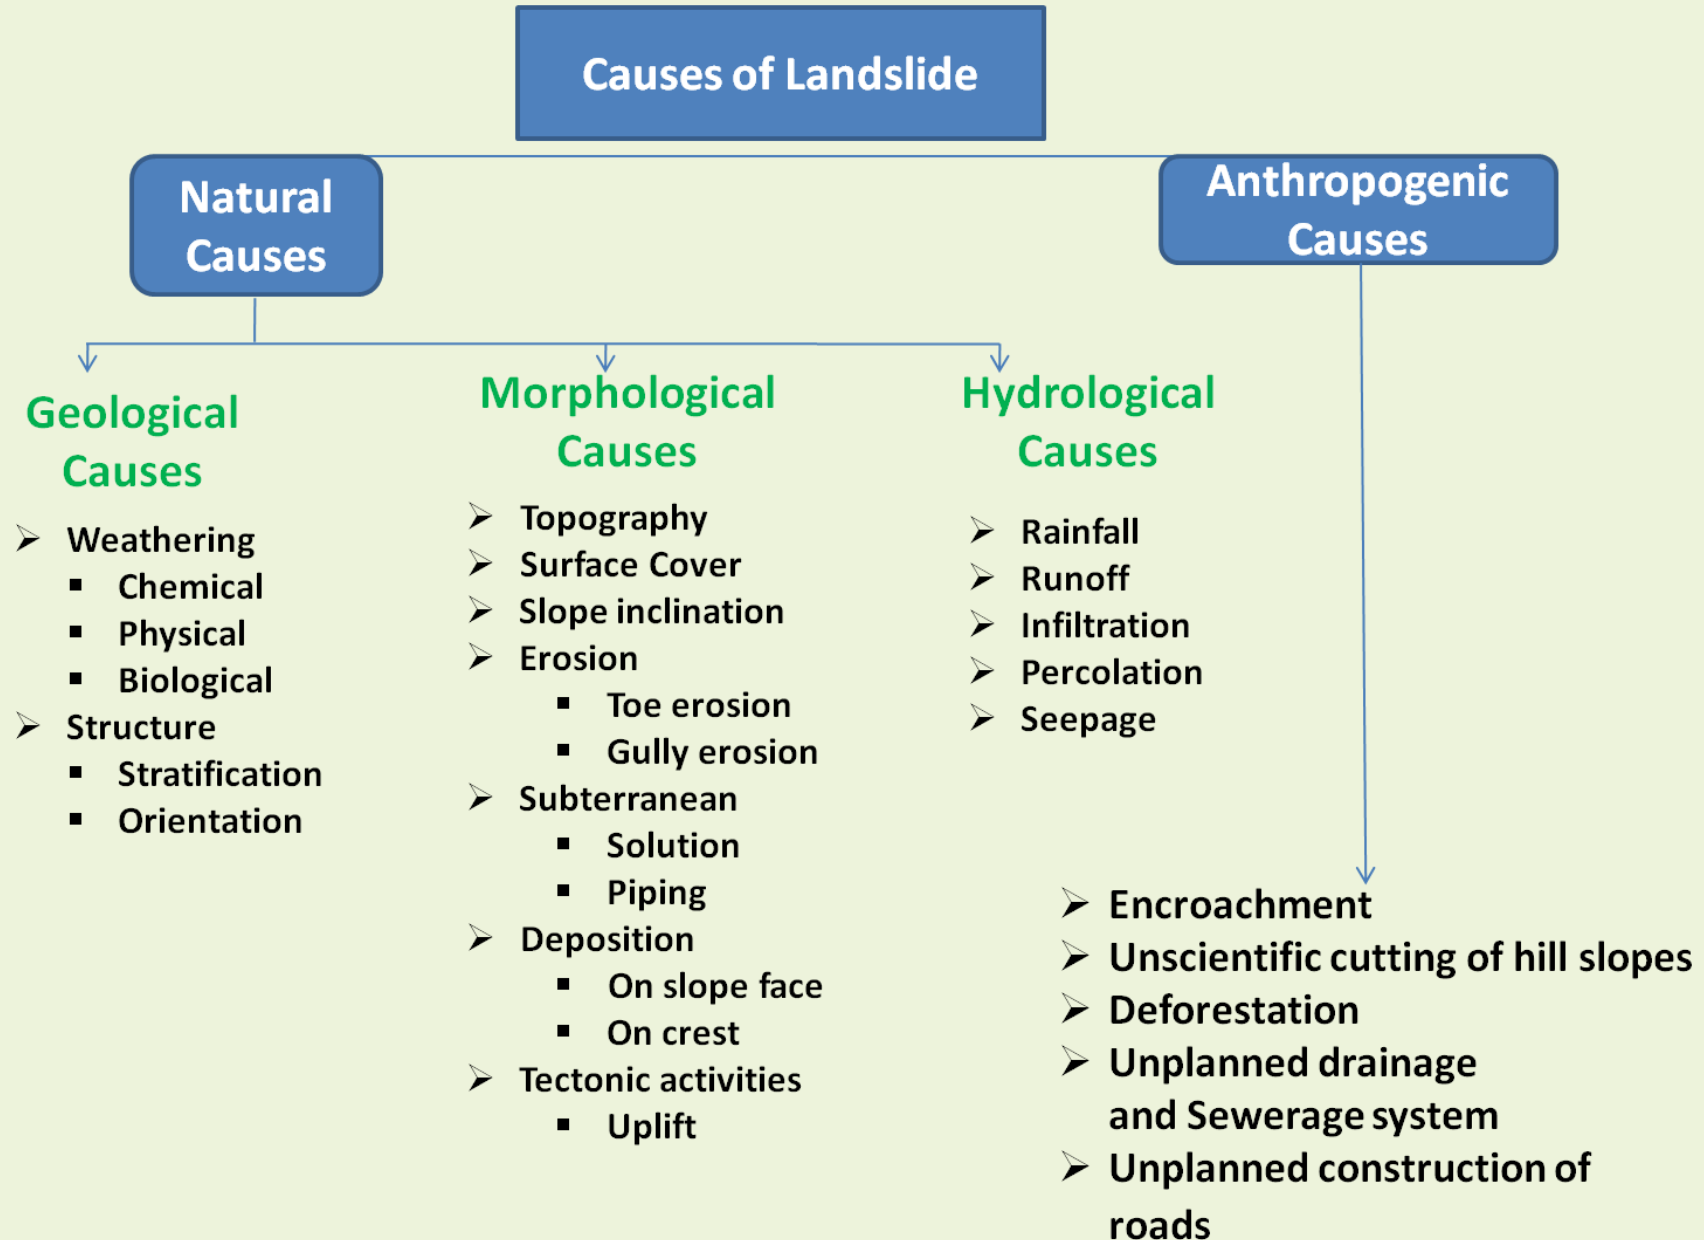 Causes of Landslide
Natural
Causes
Anthropogenic
Causes
Geological
Causes
➢ Weathering
▪ Chemical
▪ Physical
▪ Biological
➢ Structure
▪ Stratification
▪ Orientation
Morphological
Causes
➢ Topography
➢ Surface Cover
➢ Slope inclination
➢ Erosion
▪ Toe erosion
▪ Gully erosion
➢ Subterranean
▪ Solution
▪ Piping
➢ Deposition
▪ On slope face
▪ On crest
➢ Tectonic activities
▪ Uplift
Hydrological
Causes
➢ Rainfall
➢ Runoff
➢ Infiltration
➢ Percolation
➢ Seepage
➢ Encroachment
➢ Unscientific cutting of hill slopes
➢ Deforestation
➢ Unplanned drainage
and Sewerage system
➢ Unplanned construction of
roads